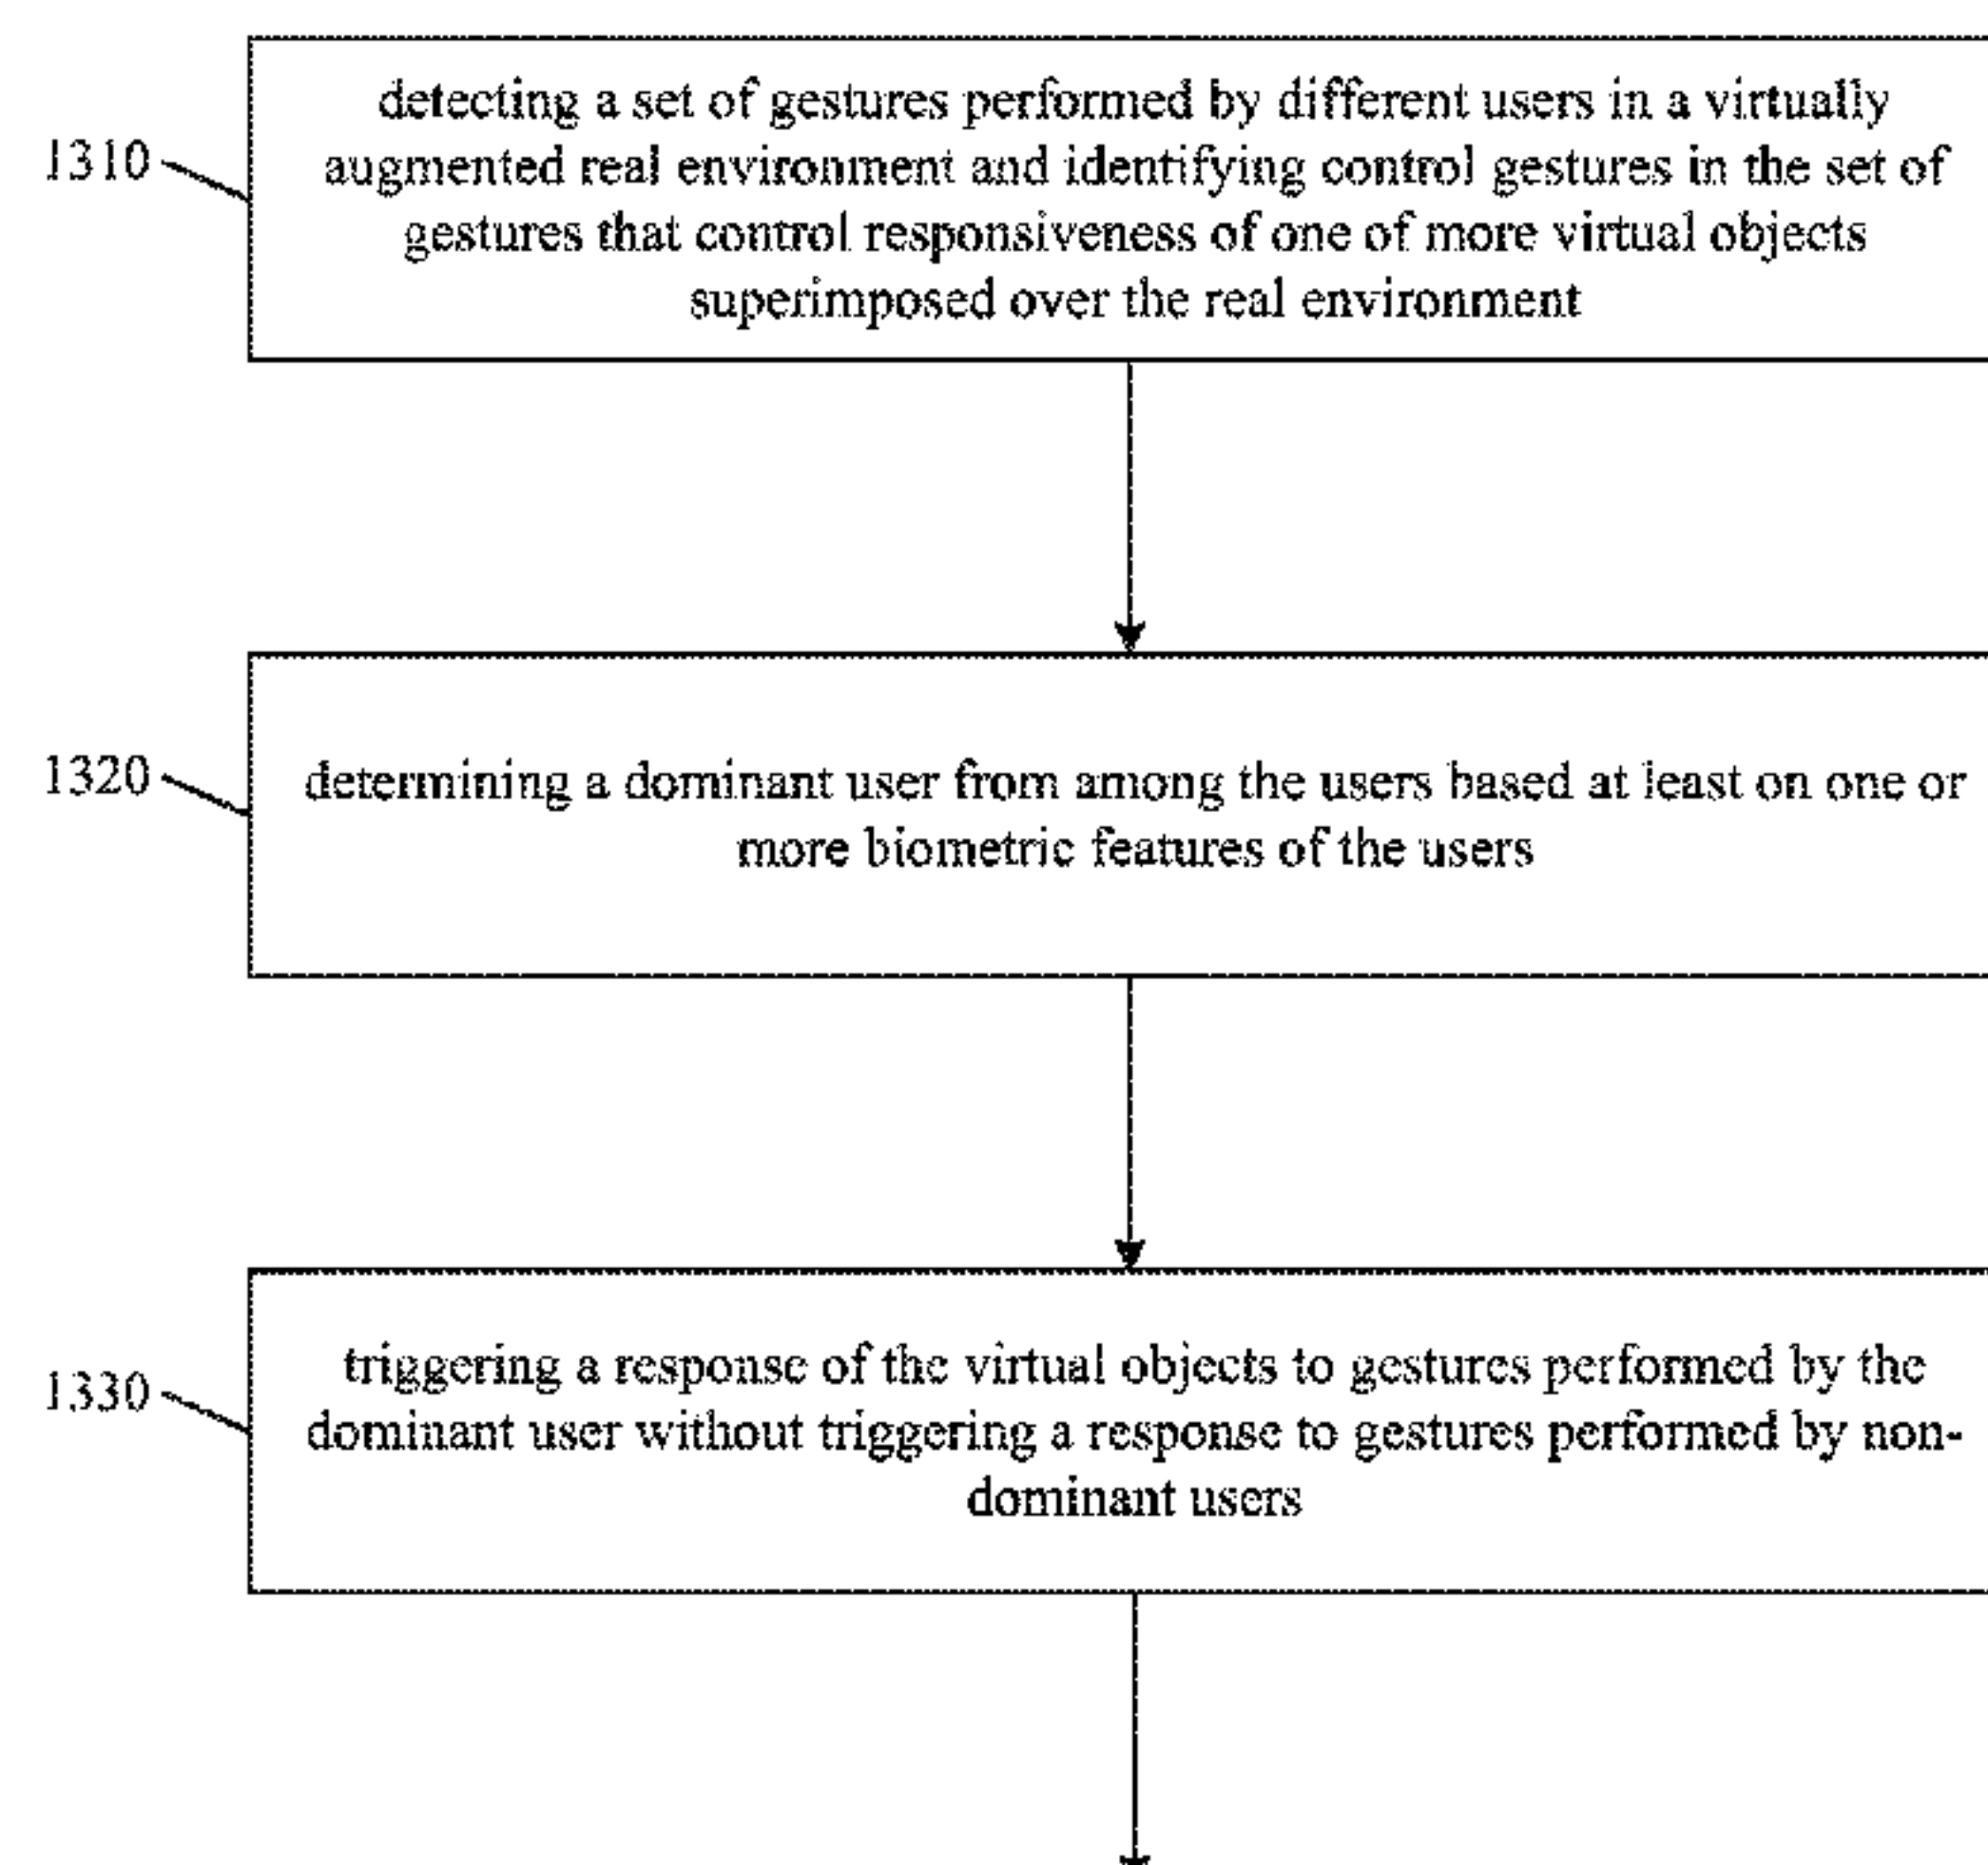 detecting a set of gestures performed by different users in a virtually
1310
augmented real environment and identifying control gestures in the set of
gestures that control responsiveness of one of more virtual objects
superimposed over the real environment
1320
determining a dominant user from among the users based at least on one or
more biometric features of the users
triggering a response of the virtual objects to gestures performed by the
1330
dominant user without triggering a response to gestures performed by non-
dominant users